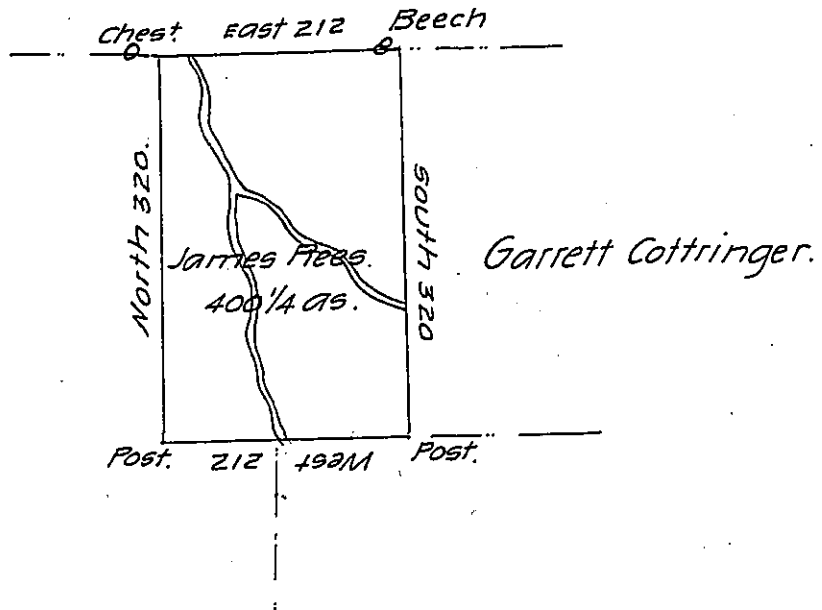 Chest. East 212 Beech
North 320.
South 320
James Rees.
400 1/4 as.
Garrett Cottringer.
Post. West 212 Post.